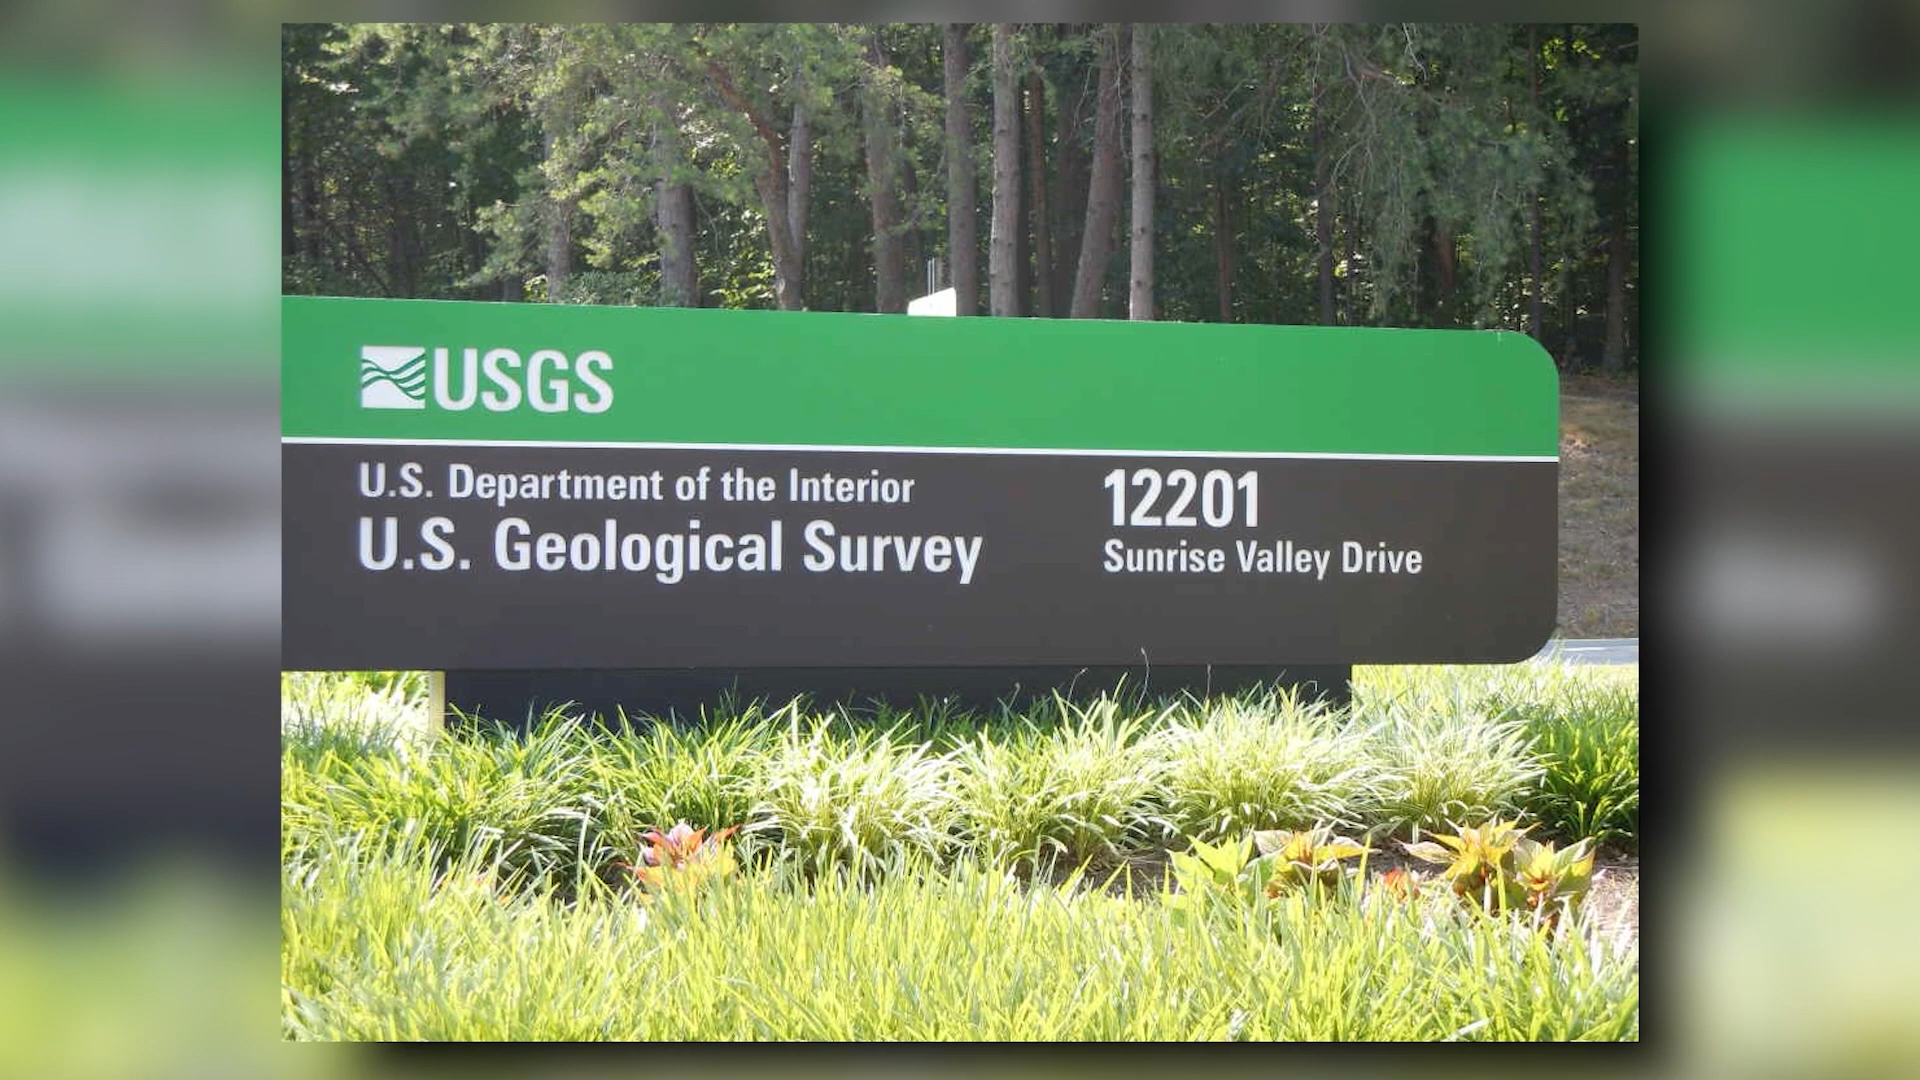 USGS
U.S. Department of the Interior
U.S. Geological Survey
12201
Sunrise Valley Drive